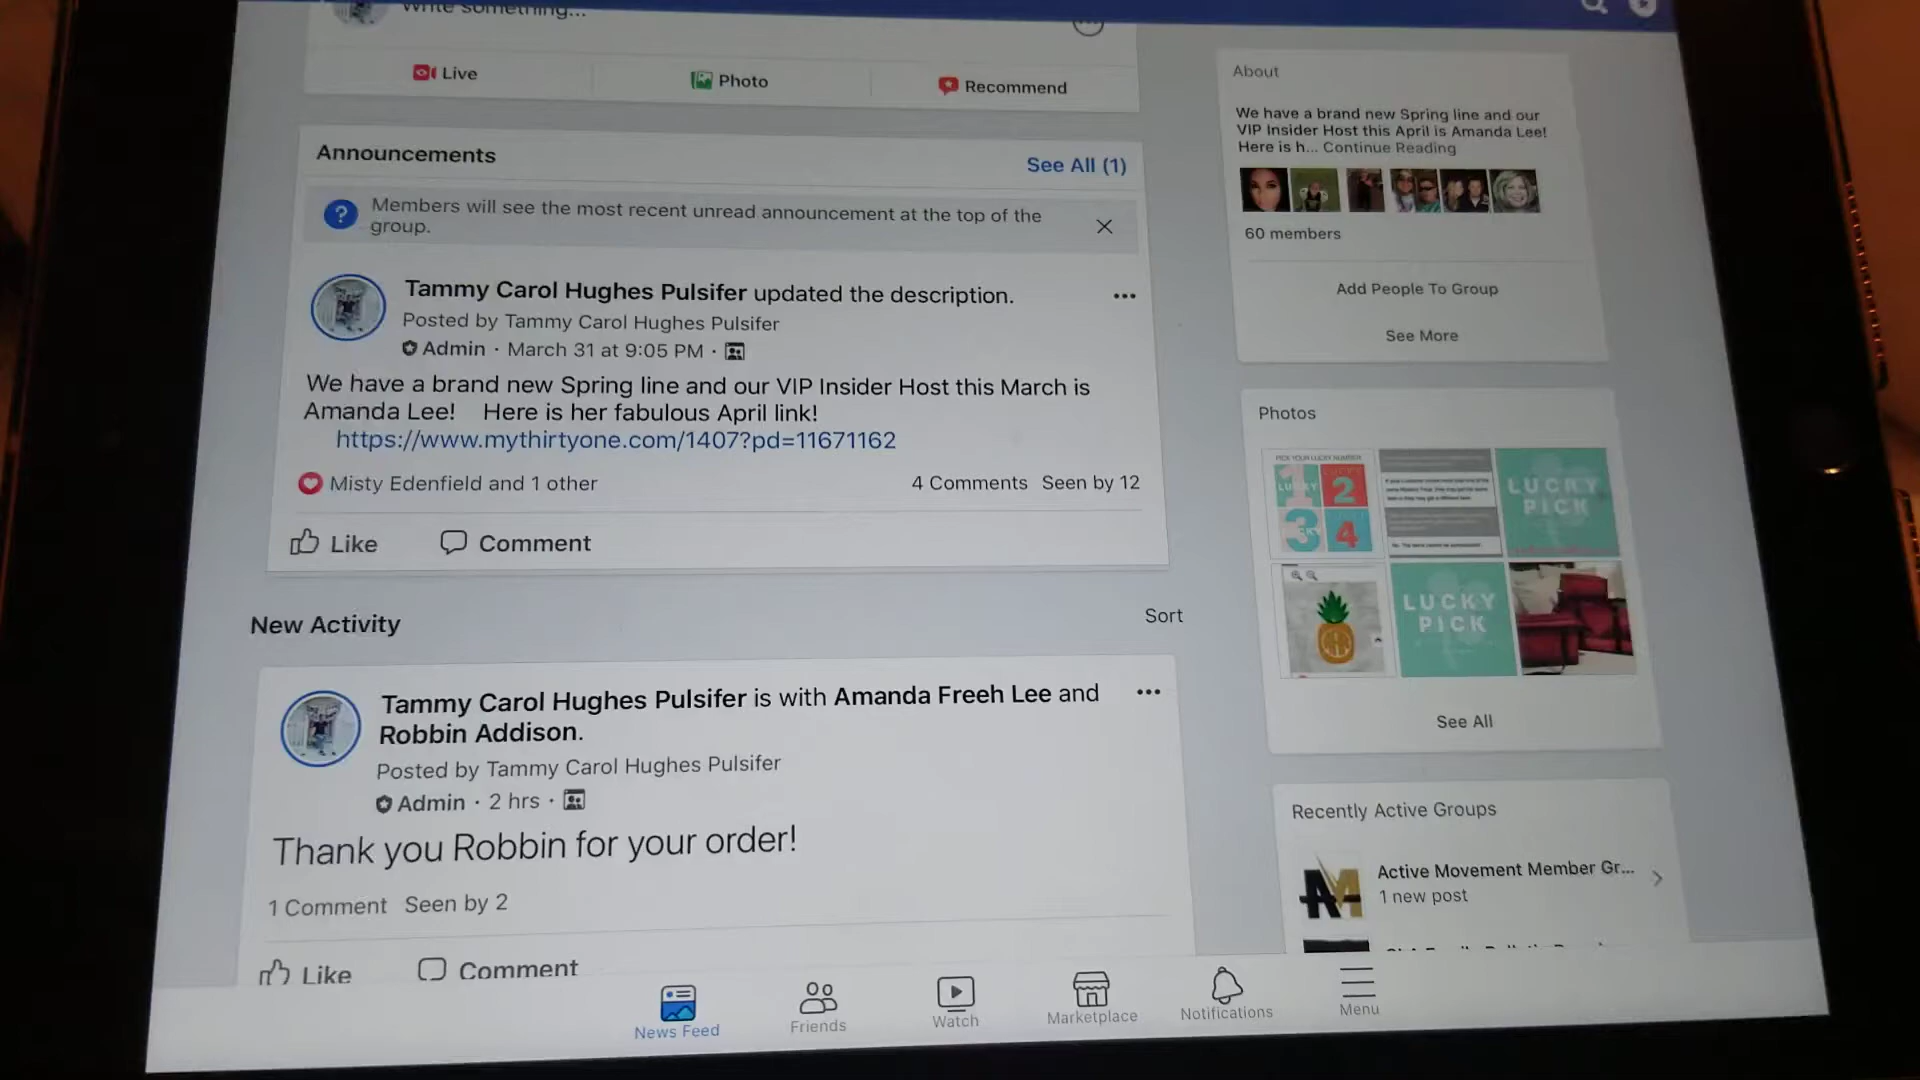 Write something...
Live
Photo
Recommend
Announcements
See All (1)
Members will see the most recent unread announcement at the top of the
group.
Tammy Carol Hughes Pulsifer updated the description.
Posted by Tammy Carol Hughes Pulsifer
Admin · March 31 at 9:05 PM ·
We have a brand new Spring line and our VIP Insider Host this March is
Amanda Lee! Here is her fabulous April link!
https://www.mythirtyone.com/1407?pd=11671162
Misty Edenfield and 1 other
4 Comments Seen by 12
Like
Comment
New Activity
Sort
Tammy Carol Hughes Pulsifer is with Amanda Freeh Lee and
Robbin Addison.
Posted by Tammy Carol Hughes Pulsifer
Admin · 2 hrs ·
Thank you Robbin for your order!
1 Comment Seen by 2
Like
Comment
About
We have a brand new Spring line and our
VIP Insider Host this April is Amanda Lee!
Here is h... Continue Reading
60 members
Add People To Group
See More
Photos
PICK YOUR LUCKY NUMBER
1
2
3
4
LUCKY
PICK
LUCKY
PICK
See All
Recently Active Groups
Active Movement Member Gr...
1 new post
News Feed
Friends
Watch
Marketplace
Notifications
Menu